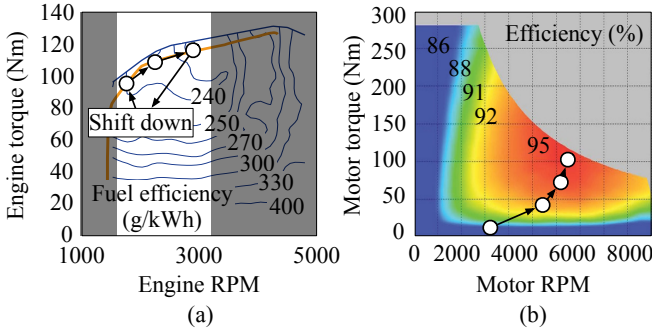 140
120
100
80
60
40
20
0
Engine torque (Nm)
Shift down
240
250
270
300
330
400
Fuel efficiency
(g/kWh)
1000 3000 5000
Engine RPM
(a)
300
250
200
150
100
50
0
Motor torque (Nm)
Efficiency (%)
86
88
91
92
95
0 2000 4000 6000 8000
Motor RPM
(b)